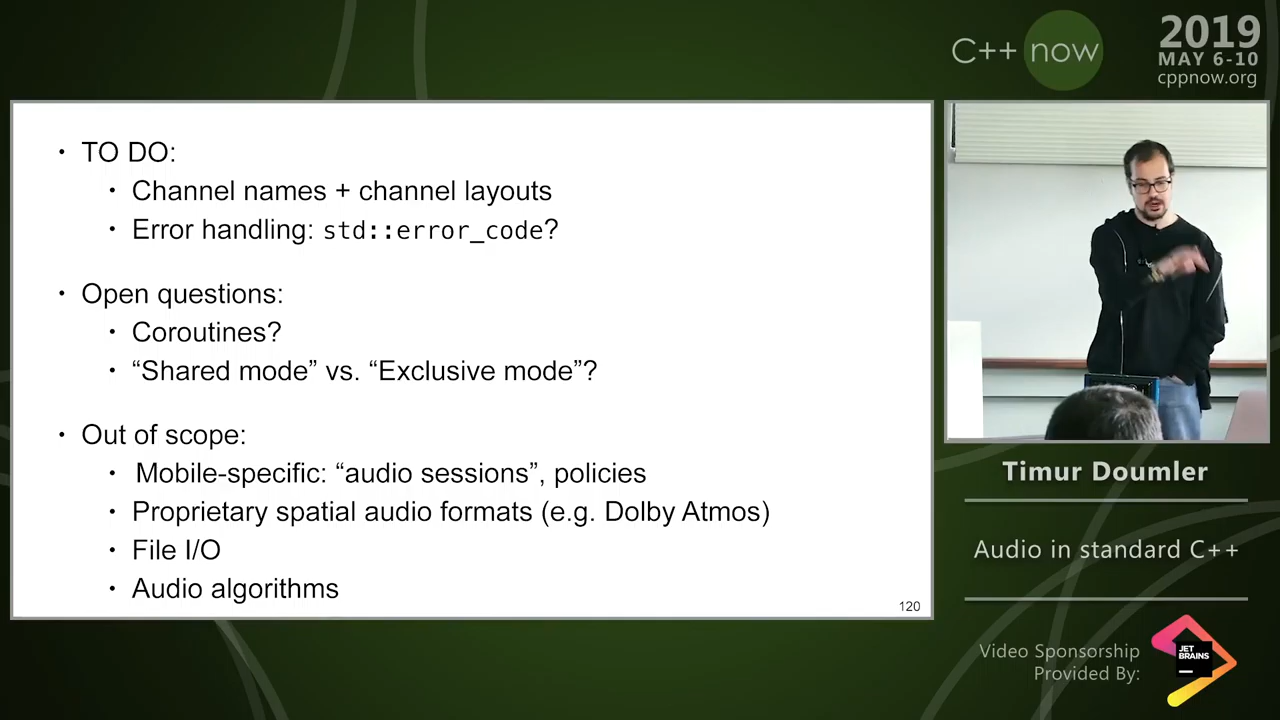 C++ now
2019
MAY 6-10
cppnow.org
• TO DO:
• Channel names + channel layouts
• Error handling: std::error_code?
• Open questions:
• Coroutines?
• “Shared mode” vs. “Exclusive mode”?
• Out of scope:
• Mobile-specific: “audio sessions”, policies
• Proprietary spatial audio formats (e.g. Dolby Atmos)
• File I/O
• Audio algorithms
120
Timur Doumler
Audio in standard C++
Video Sponsorship
Provided By:
JET
BRAINS